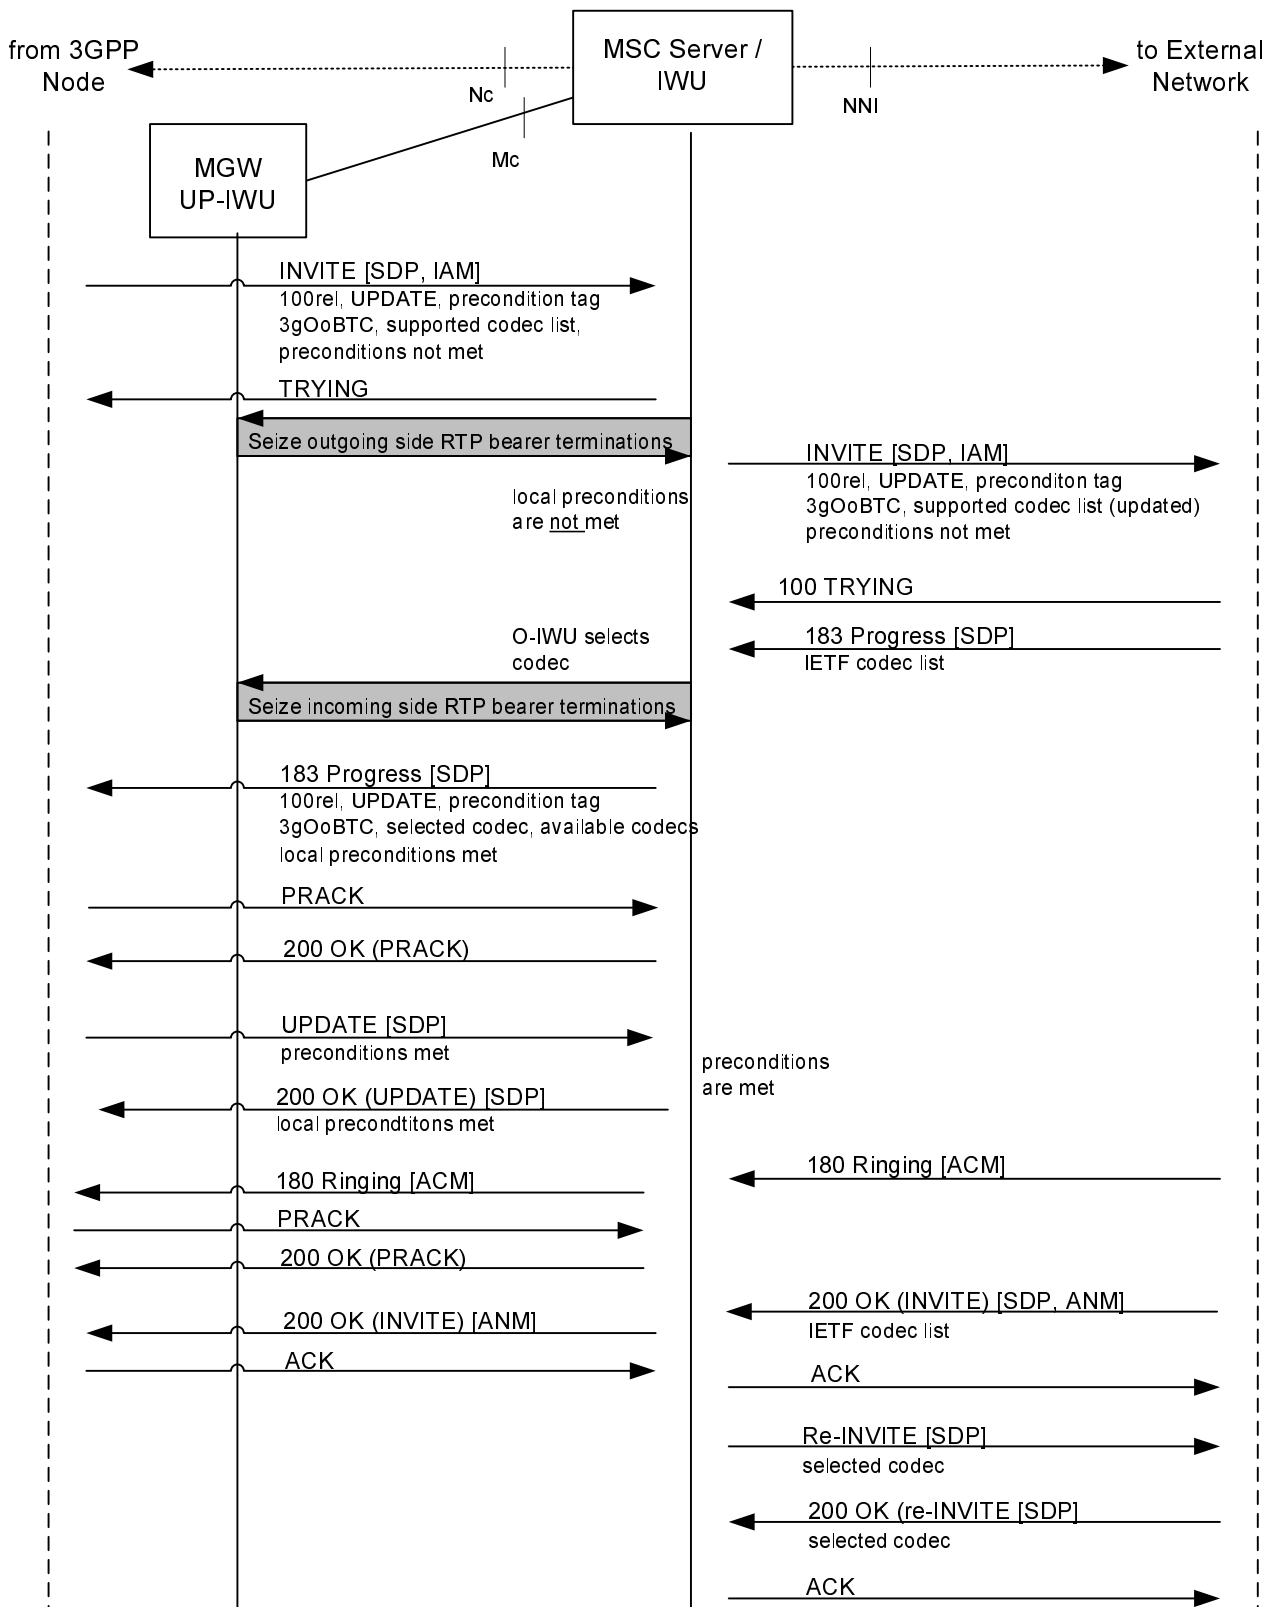 from 3GPP
Node
MSC Server /
IWU
to External
Network
Nc
NNI
Mc
MGW
UP-IWU
INVITE [SDP, IAM]
100rel, UPDATE, precondition tag
3gOoBTC, supported codec list,
preconditions not met
TRYING
Seize outgoing side RTP bearer terminations
INVITE [SDP, IAM]
100rel, UPDATE, preconditon tag
3gOoBTC, supported codec list (updated)
preconditions not met
local preconditions
are not met
100 TRYING
183 Progress [SDP]
IETF codec list
O-IWU selects
codec
Seize incoming side RTP bearer terminations
183 Progress [SDP]
100rel, UPDATE, precondition tag
3gOoBTC, selected codec, available codecs
local preconditions met
PRACK
200 OK (PRACK)
UPDATE [SDP]
preconditions met
preconditions
are met
200 OK (UPDATE) [SDP]
local precondtitons met
180 Ringing [ACM]
180 Ringing [ACM]
PRACK
200 OK (PRACK)
200 OK (INVITE) [SDP, ANM]
IETF codec list
200 OK (INVITE) [ANM]
ACK
ACK
Re-INVITE [SDP]
selected codec
200 OK (re-INVITE [SDP]
selected codec
ACK